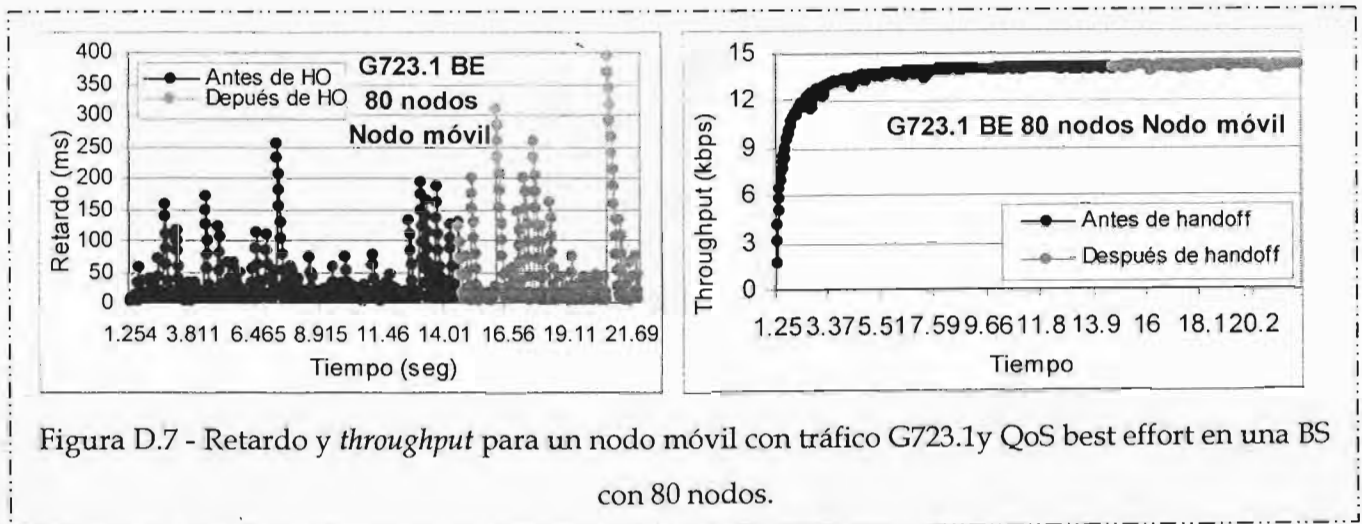 400
350
300
250
200
150
100
50
0
Retardo (ms)
Antes de HO
Depués de HO
G723.1 BE
80 nodos
Nodo móvil
1.254 3.811 6.465 8.915 11.46 14.01 16.56 19.11 21.69
Tiempo (seg)
15
12
9
6
3
0
Throughput (kbps)
G723.1 BE 80 nodos Nodo móvil
Antes de handoff
Después de handoff
1.25 3.37 5.51 7.59 9.66 11.8 13.9 16 18.1 20.2
Tiempo
Figura D.7 - Retardo y throughput para un nodo móvil con tráfico G723.1y QoS best effort en una BS
con 80 nodos.